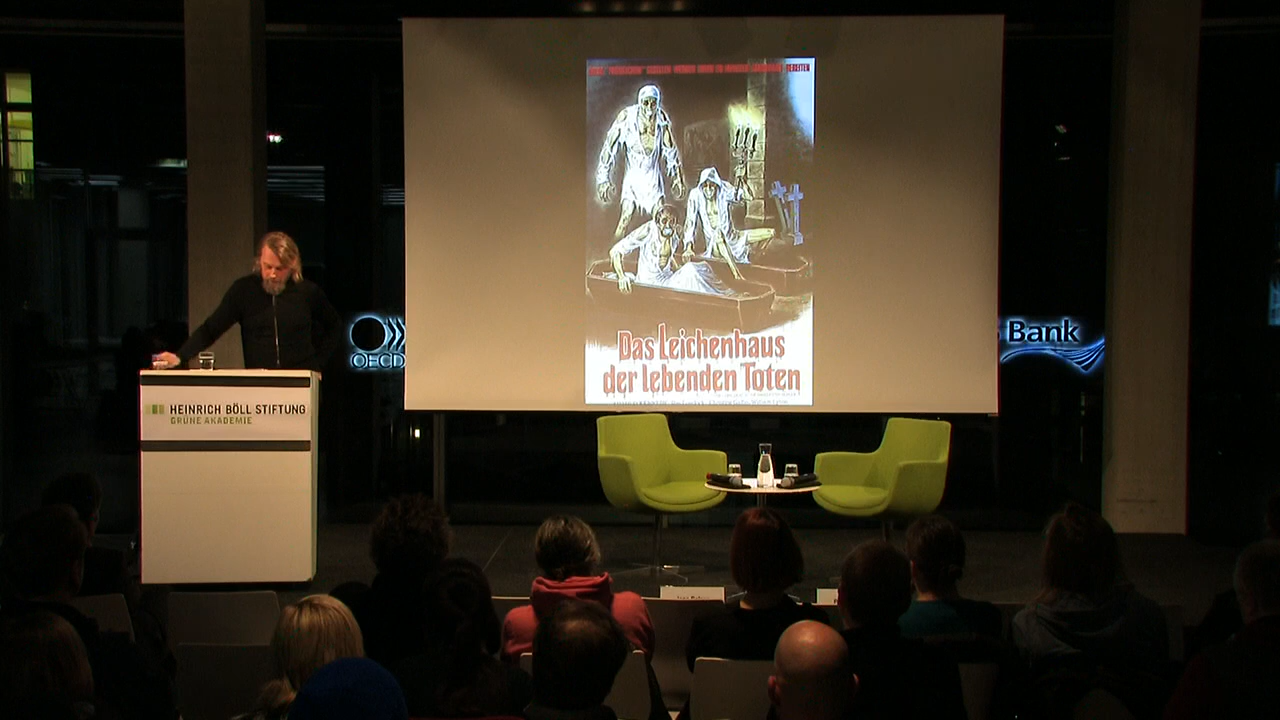 Das Leichenhaus
der lebenden Toten
HEINRICH BÖLL STIFTUNG
GRÜNE AKADEMIE
OECD
Bank